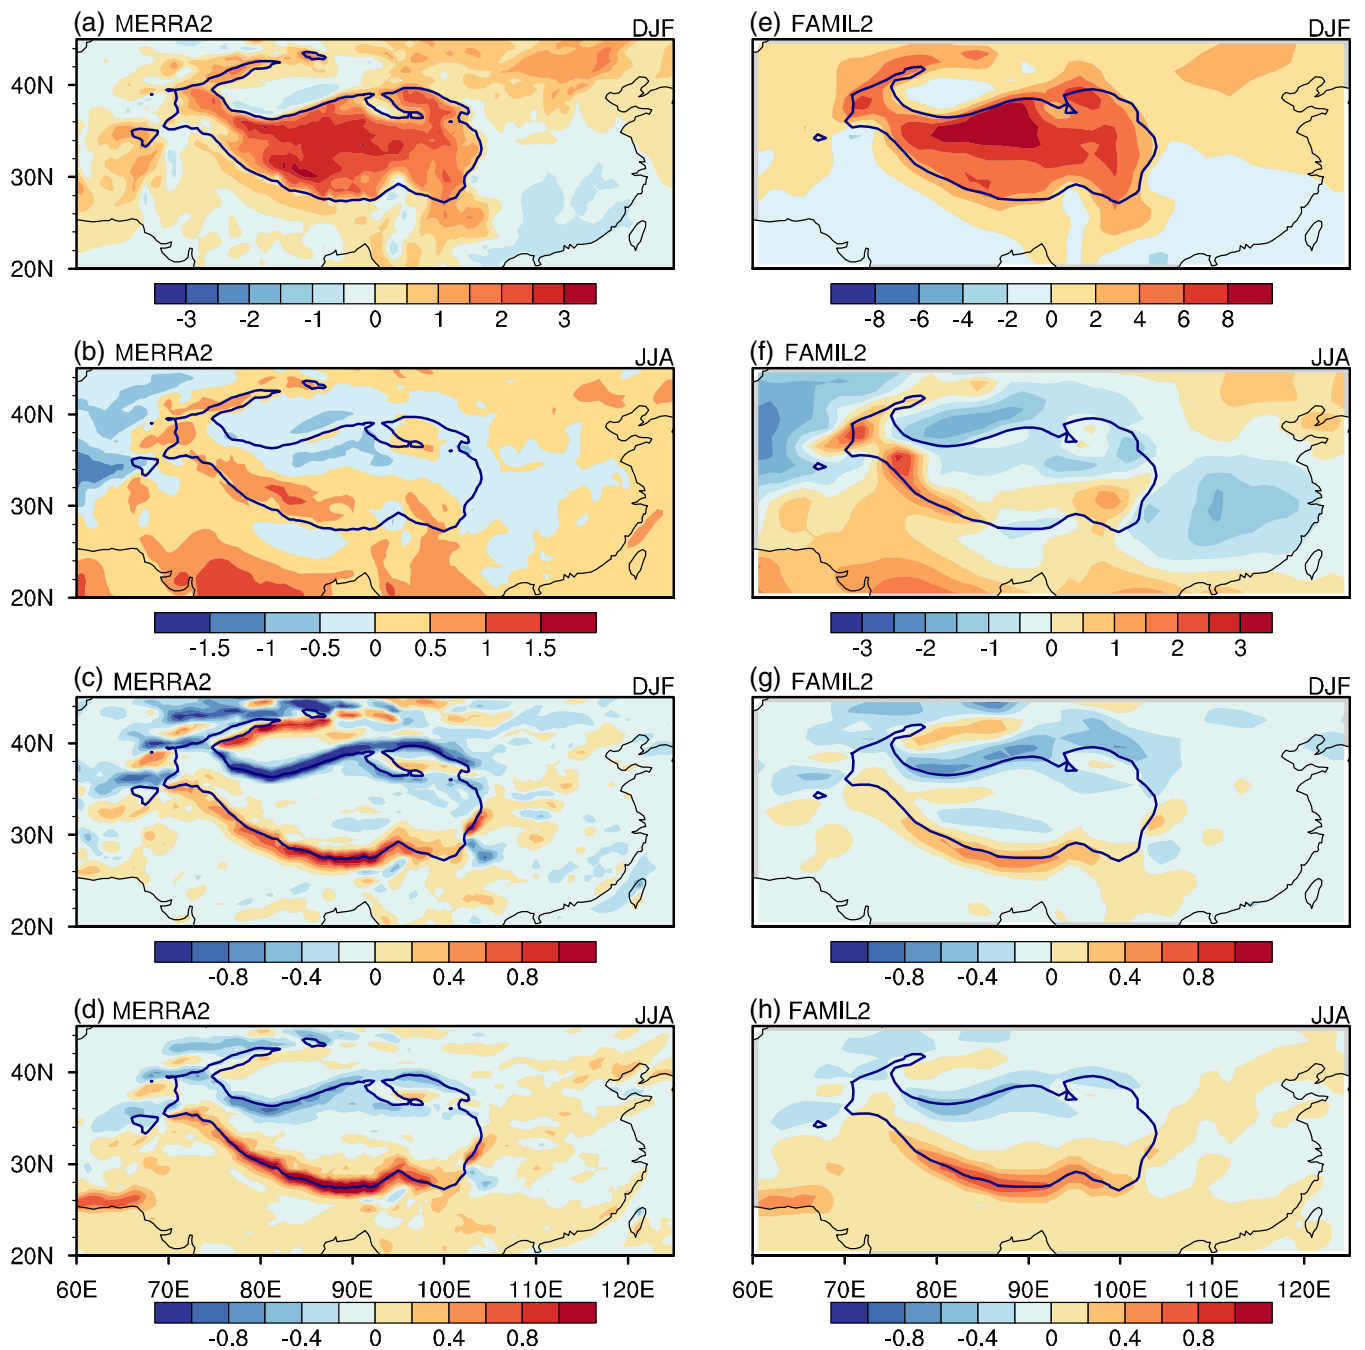 (a) MERRA2 DJF
40N
30N
20N
-3 -2 -1 0 1 2 3
(e) FAMIL2 DJF
-8 -6 -4 -2 0 2 4 6 8
(b) MERRA2 JJA
40N
30N
20N
-1.5 -1 -0.5 0 0.5 1 1.5
(f) FAMIL2 JJA
-3 -2 -1 0 1 2 3
(c) MERRA2 DJF
40N
30N
20N
-0.8 -0.4 0 0.4 0.8
(g) FAMIL2 DJF
-0.8 -0.4 0 0.4 0.8
(d) MERRA2 JJA
40N
30N
20N
60E 70E 80E 90E 100E 110E 120E
-0.8 -0.4 0 0.4 0.8
(h) FAMIL2 JJA
60E 70E 80E 90E 100E 110E 120E
-0.8 -0.4 0 0.4 0.8